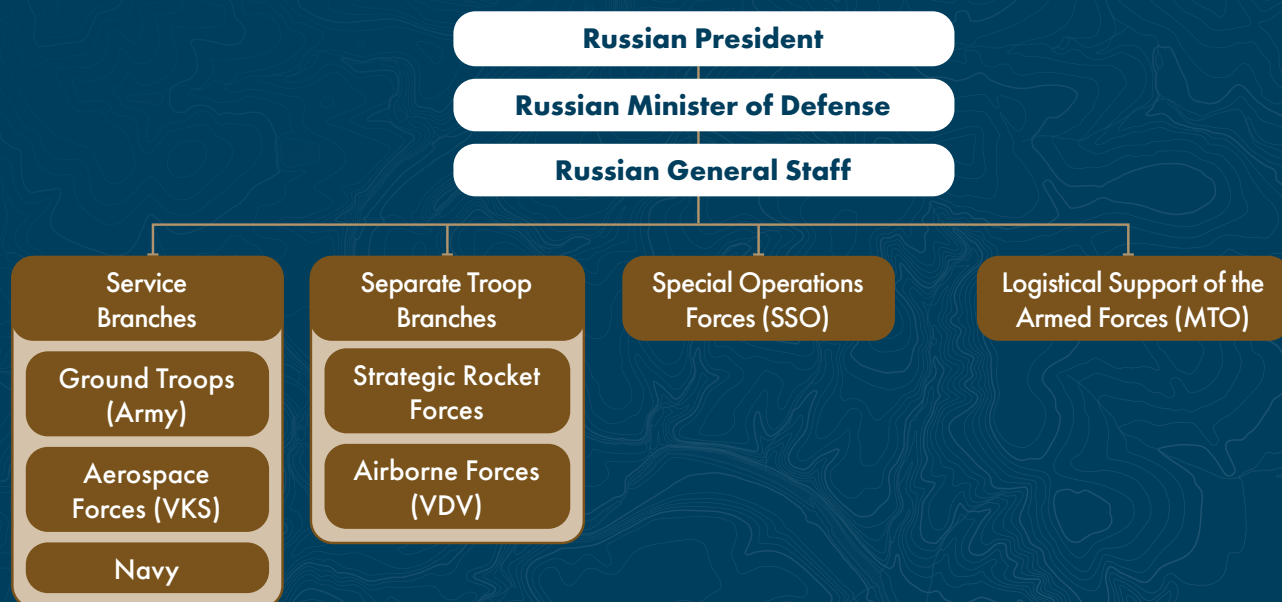 Russian President
Russian Minister of Defense
Russian General Staff
Service
Branches
Ground Troops
(Army)
Aerospace
Forces (VKS)
Navy
Separate Troop
Branches
Strategic Rocket
Forces
Airborne Forces
(VDV)
Special Operations
Forces (SSO)
Logistical Support of the
Armed Forces (MTO)